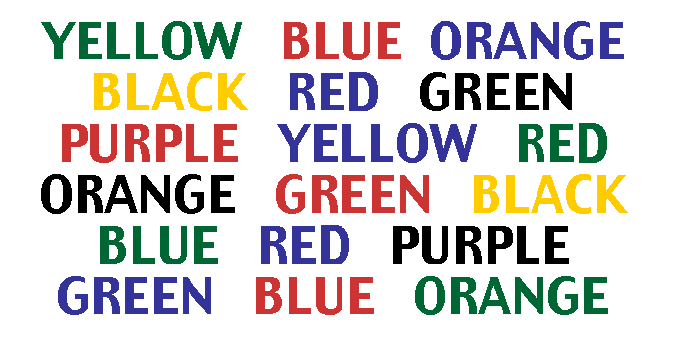 YELLOW BLUE ORANGE
BLACK RED GREEN
PURPLE YELLOW RED
ORANGE GREEN BLACK
BLUE RED PURPLE
GREEN BLUE ORANGE